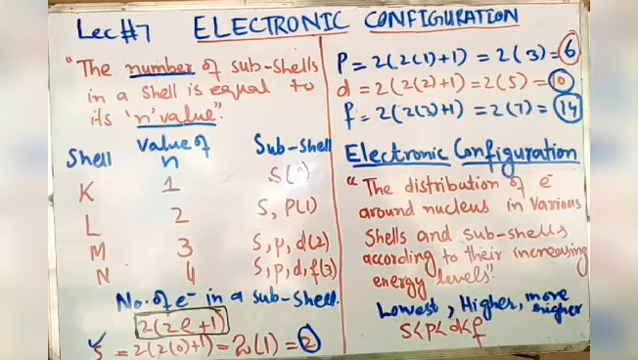 Lec#7 ELECTRONIC CONFIGURATION
"The number of sub-shells
in a shell is equal to
its 'n' value".
Shell Value of n Sub-Shell
K 1 S( )
L 2 S, P(1)
M 3 S, p, d(2)
N 4 S, p, d, f(3)
No. of e⁻ in a sub-shell.
2(2l+1)
S = 2(2(0)+1) = 2(1) = 2
P = 2(2(1)+1) = 2(3) = 6
d = 2(2(2)+1) = 2(5) = 10
f = 2(2(3)+1) = 2(7) = 14
Electronic Configuration
"The distribution of e⁻
around nucleus in various
Shells and sub-shells
according to their increasing
energy levels".
Lowest, Higher, more higher
S<p<d<f